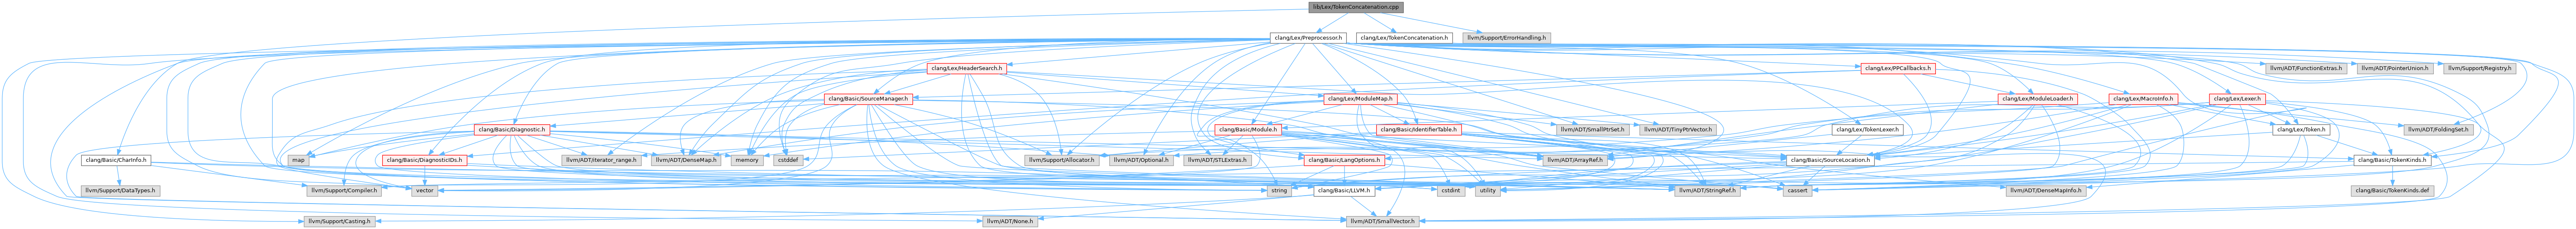 lib/Lex/TokenConcatenation.cpp
clang/Lex/Preprocessor.h
clang/Lex/TokenConcatenation.h
llvm/Support/ErrorHandling.h
clang/Lex/HeaderSearch.h
clang/Lex/PPCallbacks.h
llvm/ADT/FunctionExtras.h
llvm/ADT/PointerUnion.h
llvm/Support/Registry.h
clang/Basic/SourceManager.h
clang/Lex/ModuleMap.h
clang/Lex/ModuleLoader.h
clang/Lex/MacroInfo.h
clang/Lex/Lexer.h
clang/Basic/Diagnostic.h
clang/Basic/Module.h
clang/Basic/IdentifierTable.h
llvm/ADT/SmallPtrSet.h
llvm/ADT/TinyPtrVector.h
clang/Lex/TokenLexer.h
clang/Lex/Token.h
llvm/ADT/FoldingSet.h
clang/Basic/CharInfo.h
map
clang/Basic/DiagnosticIDs.h
llvm/ADT/iterator_range.h
llvm/ADT/DenseMap.h
memory
cstddef
llvm/Support/Allocator.h
llvm/ADT/Optional.h
llvm/ADT/STLExtras.h
clang/Basic/LangOptions.h
llvm/ADT/ArrayRef.h
clang/Basic/SourceLocation.h
clang/Basic/TokenKinds.h
llvm/Support/DataTypes.h
llvm/Support/Compiler.h
vector
string
clang/Basic/LLVM.h
cstdint
utility
llvm/ADT/StringRef.h
cassert
llvm/ADT/DenseMapInfo.h
clang/Basic/TokenKinds.def
llvm/Support/Casting.h
llvm/ADT/None.h
llvm/ADT/SmallVector.h